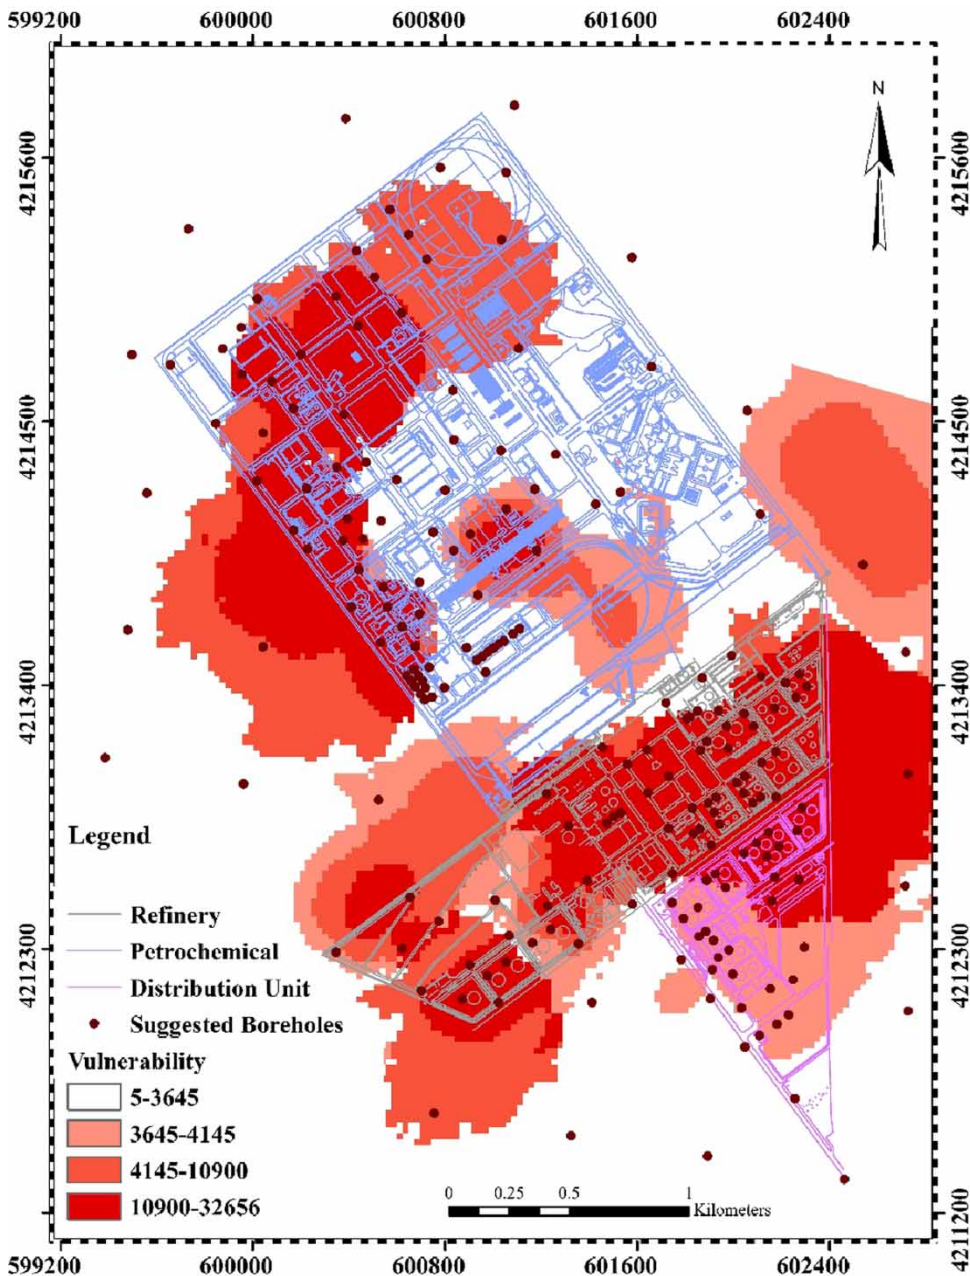 599200 600000 600800 601600 602400
N
4215600 4215600
4214500 4214500
4213400 4213400
4212300 4212300
4211200
Legend
Refinery
Petrochemical
Distribution Unit
Suggested Boreholes
Vulnerability
5-3645
3645-4145
4145-10900
10900-32656
0 0.25 0.5 1
Kilometers
599200 600000 600800 601600 602400